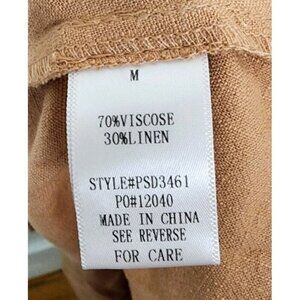 M
70%VISCOSE
30%LINEN
STYLE#PSD3461
PO#12040
MADE IN CHINA
SEE REVERSE
FOR CARE